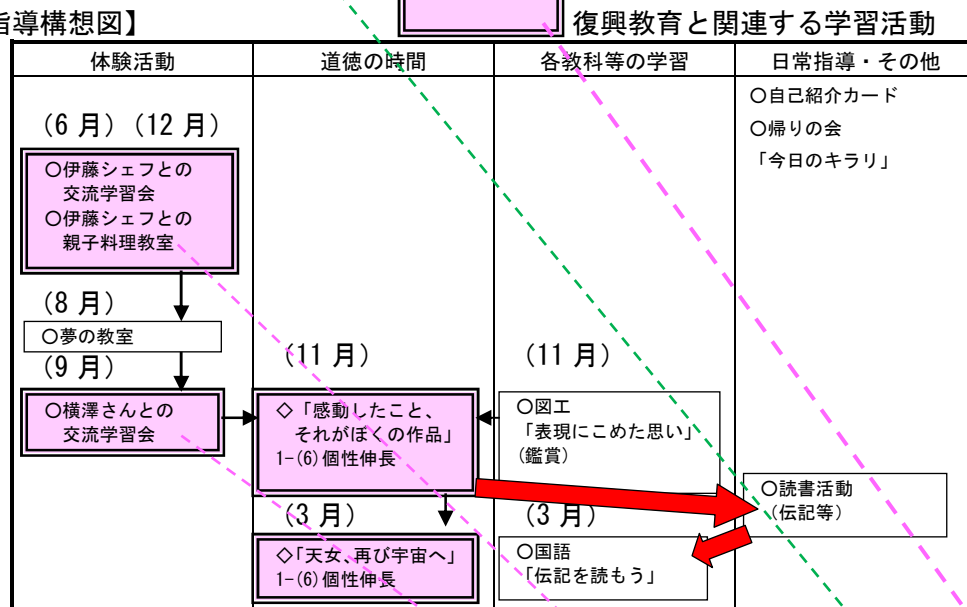 指導構想図】
復興教育と関連する学習活動
体験活動
道徳の時間
各教科等の学習
日常指導・その他
○自己紹介カード
○帰りの会
「今日のキラリ」
(6月)(12月)
○伊藤シェフとの
交流学習会
○伊藤シェフとの
親子料理教室
(8月)
○夢の教室
(9月)
○横澤さんとの
交流学習会
(11月)
◇「感動したこと、
それがぼくの作品」
1-(6)個性伸長
(3月)
◇「天女、再び宇宙へ」
1-(6)個性伸長
(11月)
○図工
「表現にこめた思い」
(鑑賞)
(3月)
○国語
「伝記を読もう」
○読書活動
(伝記等)